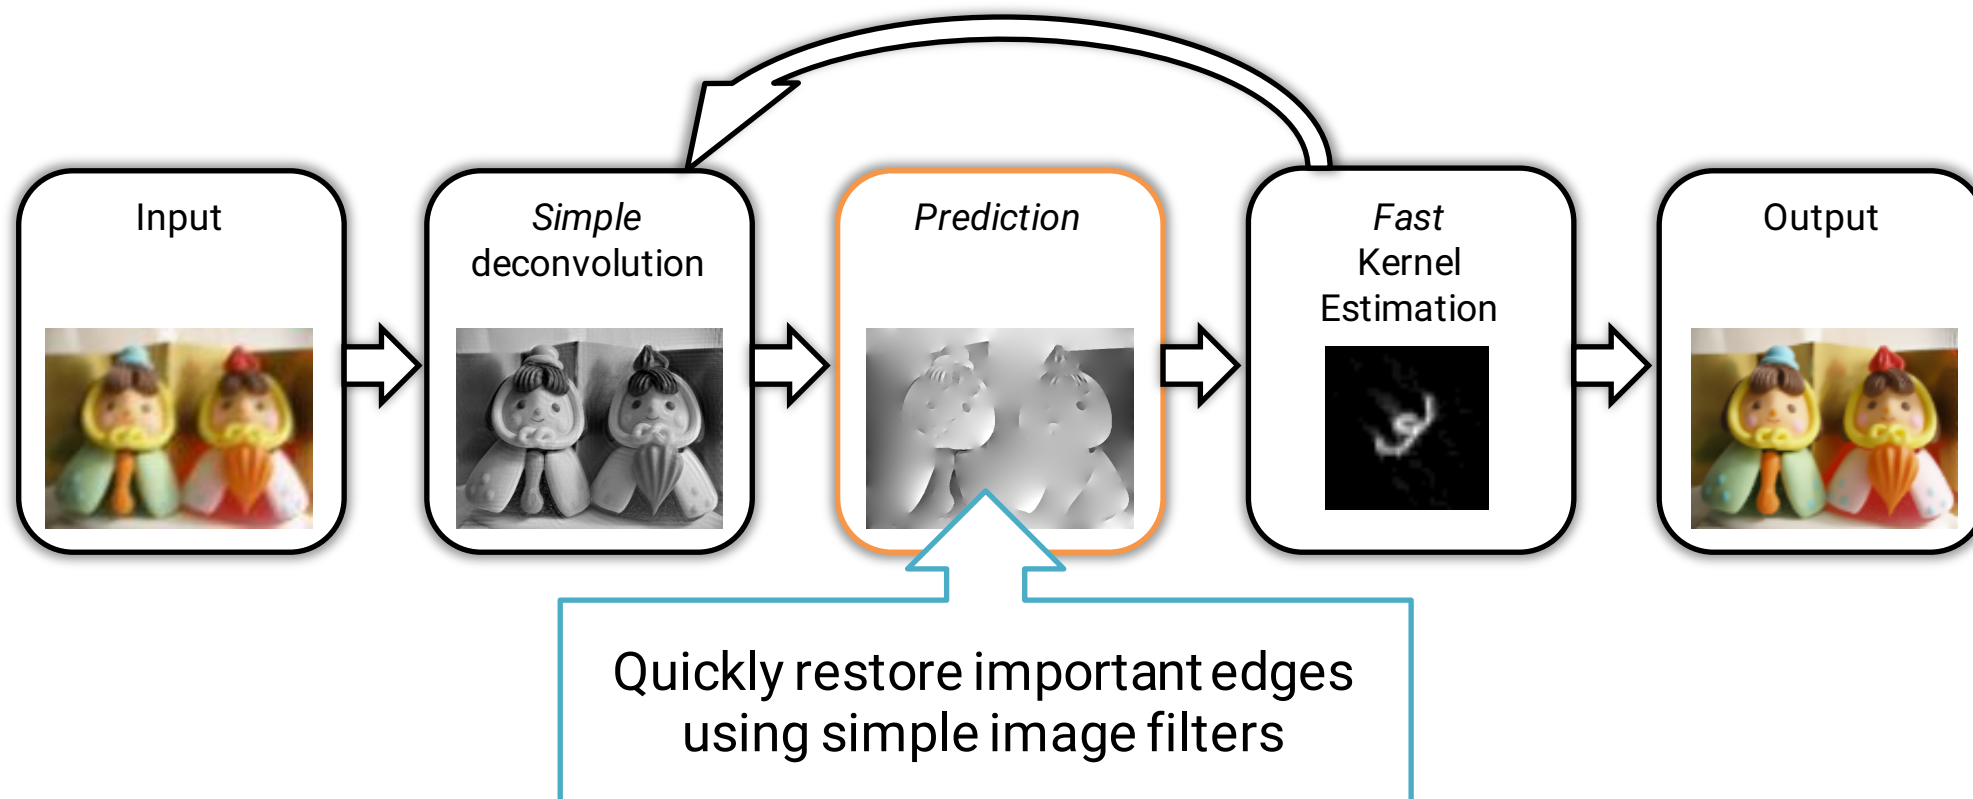 Input
Simple
deconvolution
Prediction
Fast
Kernel
Estimation
Output
Quickly restore important edges
using simple image filters